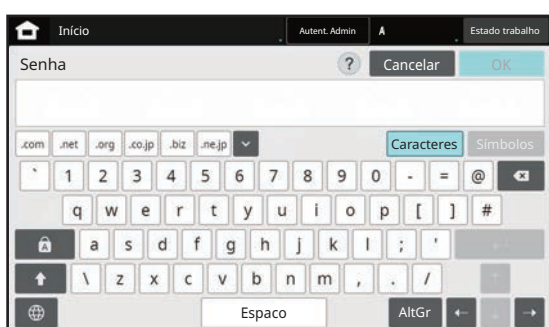 Início Autent. Admin A Estado trabalho
Senha ? Cancelar OK
.com .net .org .co.jp .biz .ne.jp Caracteres Símbolos
` 1 2 3 4 5 6 7 8 9 0 - = @
q w e r t y u i o p [ ] #
A a s d f g h j k l ; '
\ z x c v b n m , . /
Espaco AltGr